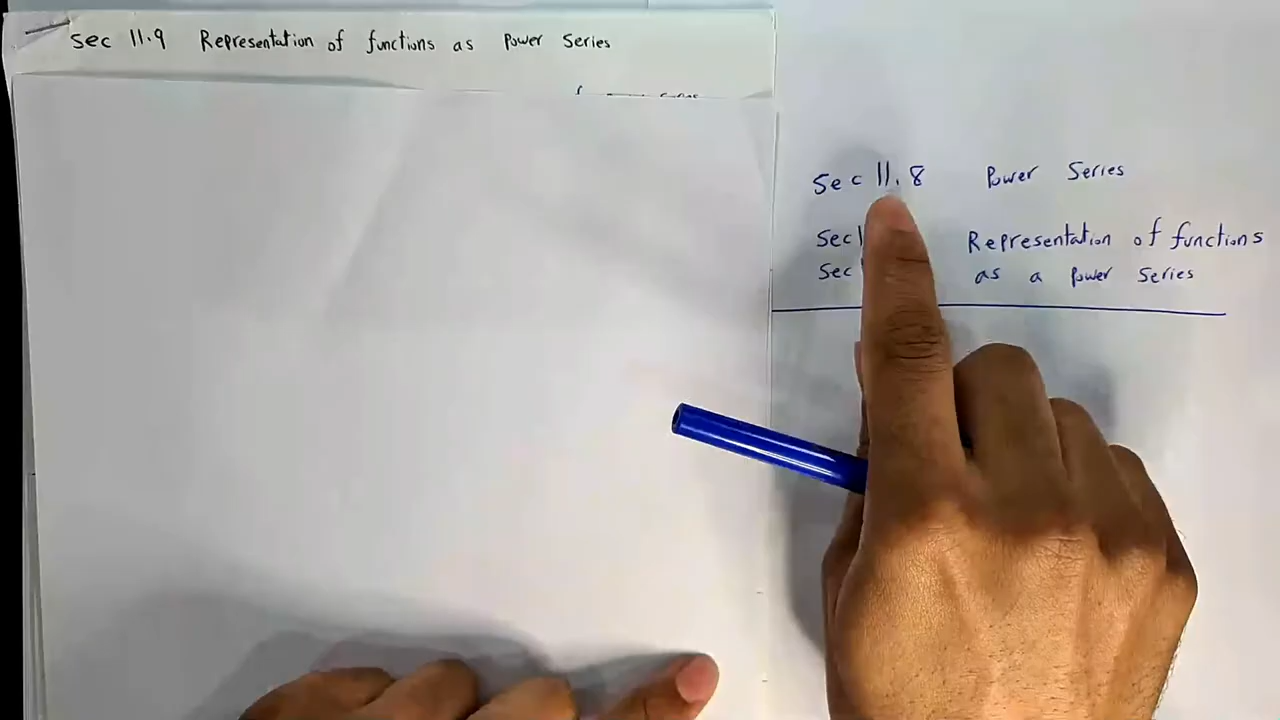 Sec 11.9 Representation of functions as Power Series
Sec 11.8 Power Series
Sec Representation of functions
Sec as a Power Series